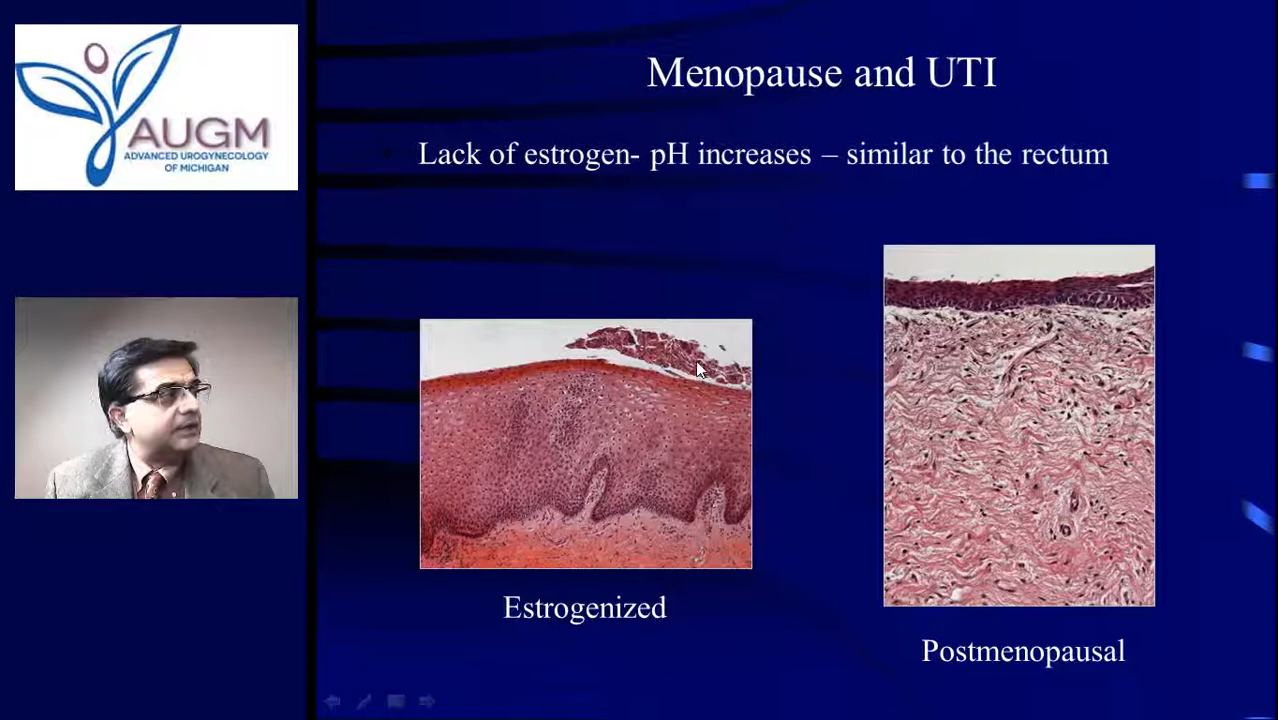 AUGM
ADVANCED UROGYNECOLOGY
OF MICHIGAN
Menopause and UTI
Lack of estrogen- pH increases – similar to the rectum
Estrogenized
Postmenopausal